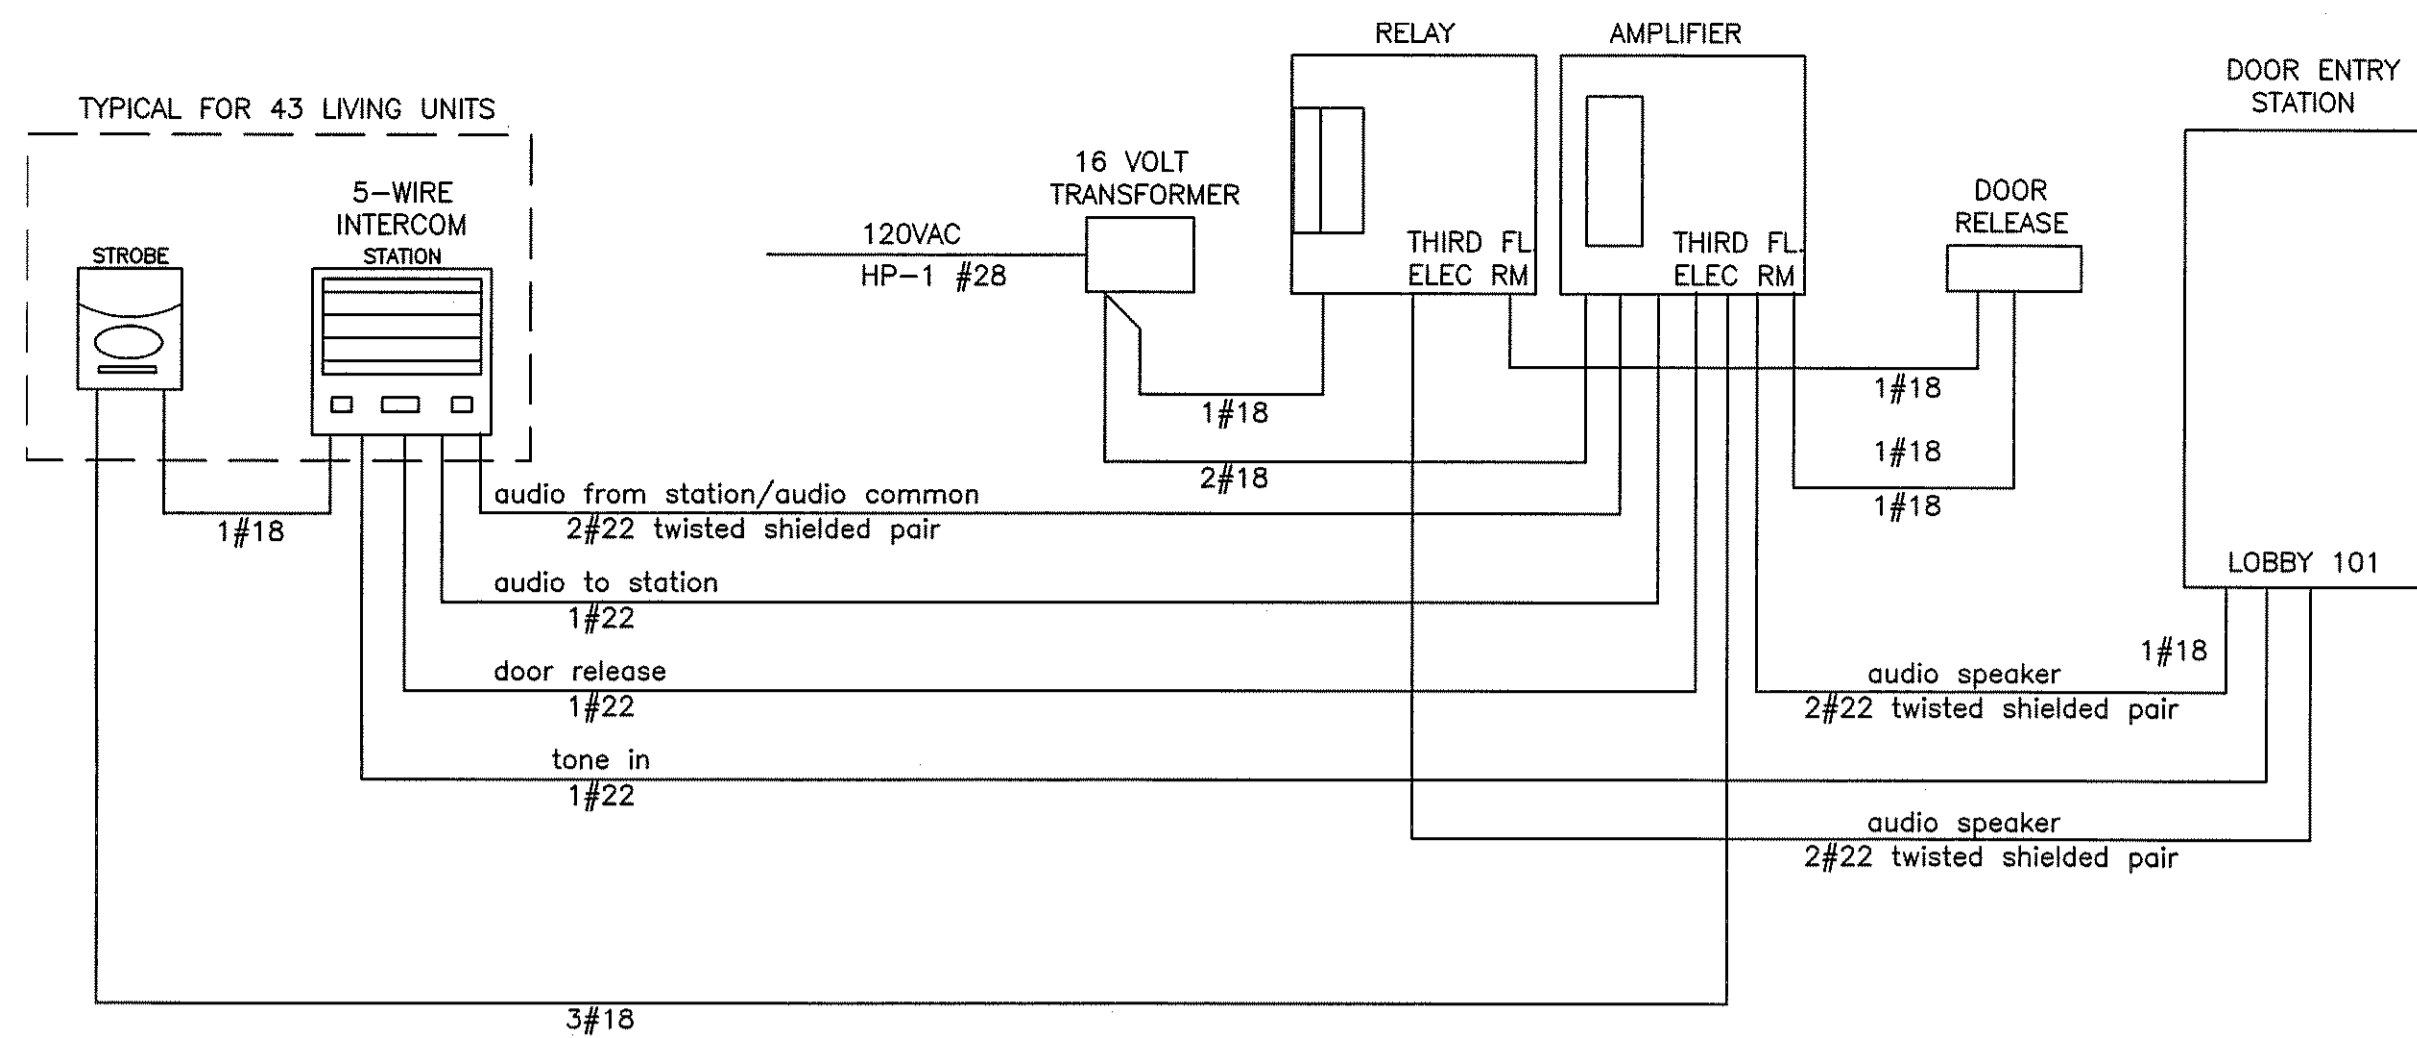 RELAY
AMPLIFIER
DOOR ENTRY
STATION
TYPICAL FOR 43 LIVING UNITS
16 VOLT
TRANSFORMER
5-WIRE
INTERCOM
STATION
STROBE
DOOR
RELEASE
120VAC
HP-1 #28
THIRD FL.
ELEC RM
THIRD FL.
ELEC RM
1#18
1#18
1#18
2#18
1#18
audio from station/audio common
2#22 twisted shielded pair
1#18
LOBBY 101
audio to station
1#22
1#18
door release
1#22
audio speaker
2#22 twisted shielded pair
tone in
1#22
audio speaker
2#22 twisted shielded pair
3#18